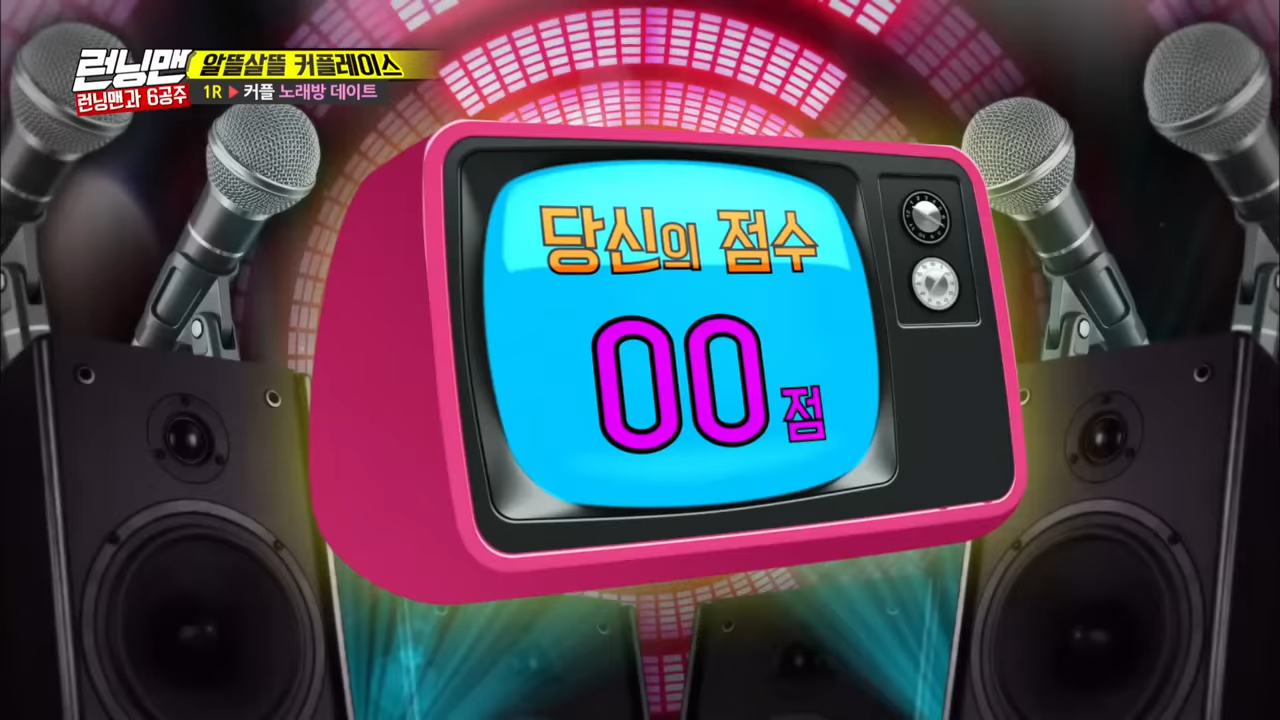 런닝맨
런닝맨과 6공주
알뜰살뜰 커플레이스
1R ▶ 커플 노래방 데이트
당신의 점수
00점